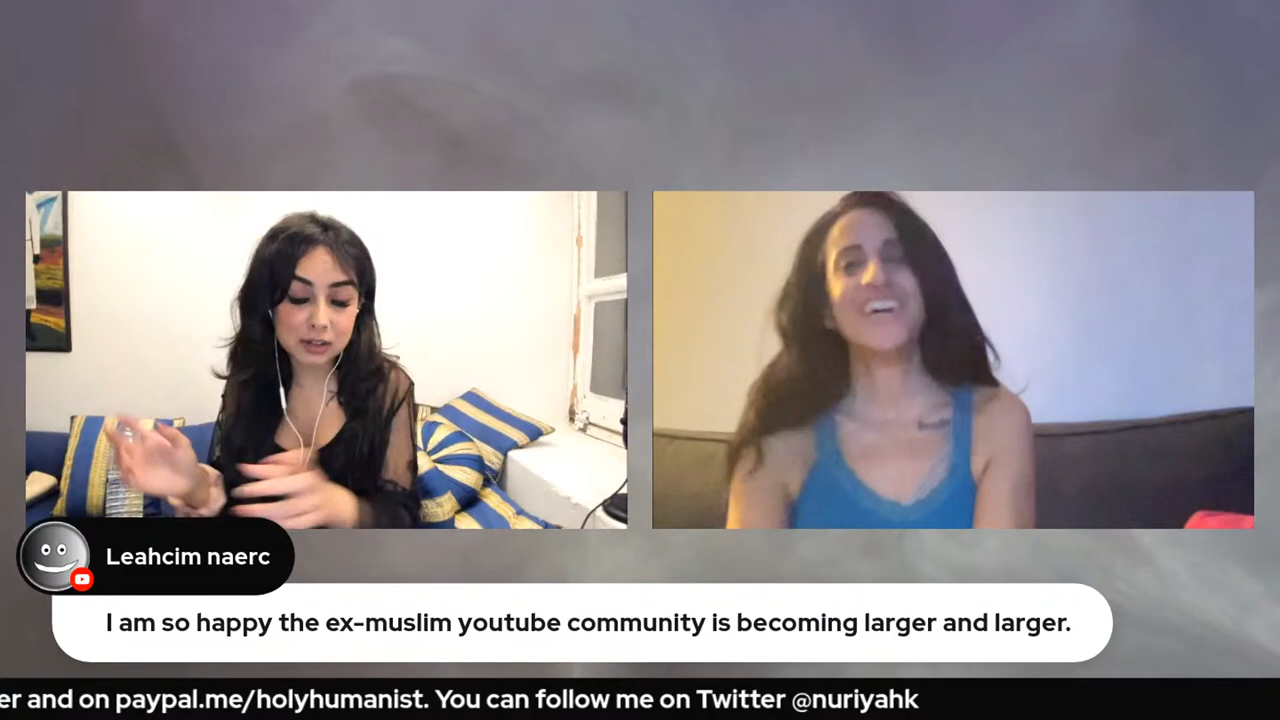 Leahcim naerc
I am so happy the ex-muslim youtube community is becoming larger and larger.
er and on paypal.me/holyhumanist. You can follow me on Twitter @nuriyahk